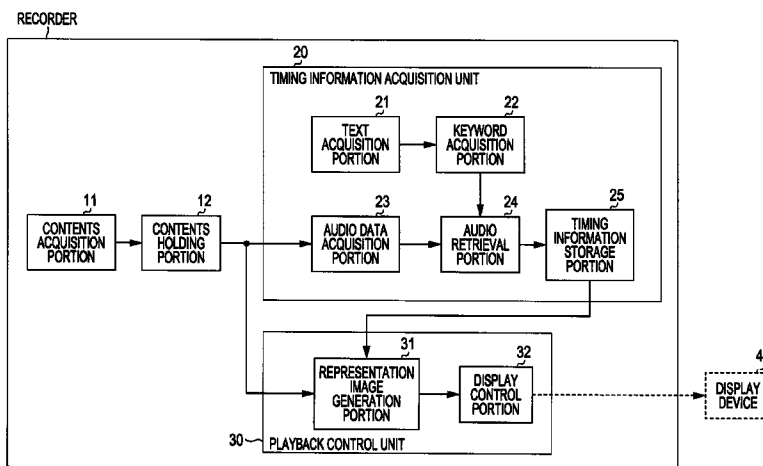 RECORDER
20
TIMING INFORMATION ACQUISITION UNIT
21
TEXT
ACQUISITION
PORTION
22
KEYWORD
ACQUISITION
PORTION
11
CONTENTS
ACQUISITION
PORTION
12
CONTENTS
HOLDING
PORTION
23
AUDIO DATA
ACQUISITION
PORTION
24
AUDIO
RETRIEVAL
PORTION
25
TIMING
INFORMATION
STORAGE
PORTION
31
REPRESENTATION
IMAGE
GENERATION
PORTION
32
DISPLAY
CONTROL
PORTION
30
PLAYBACK CONTROL UNIT
DISPLAY
DEVICE